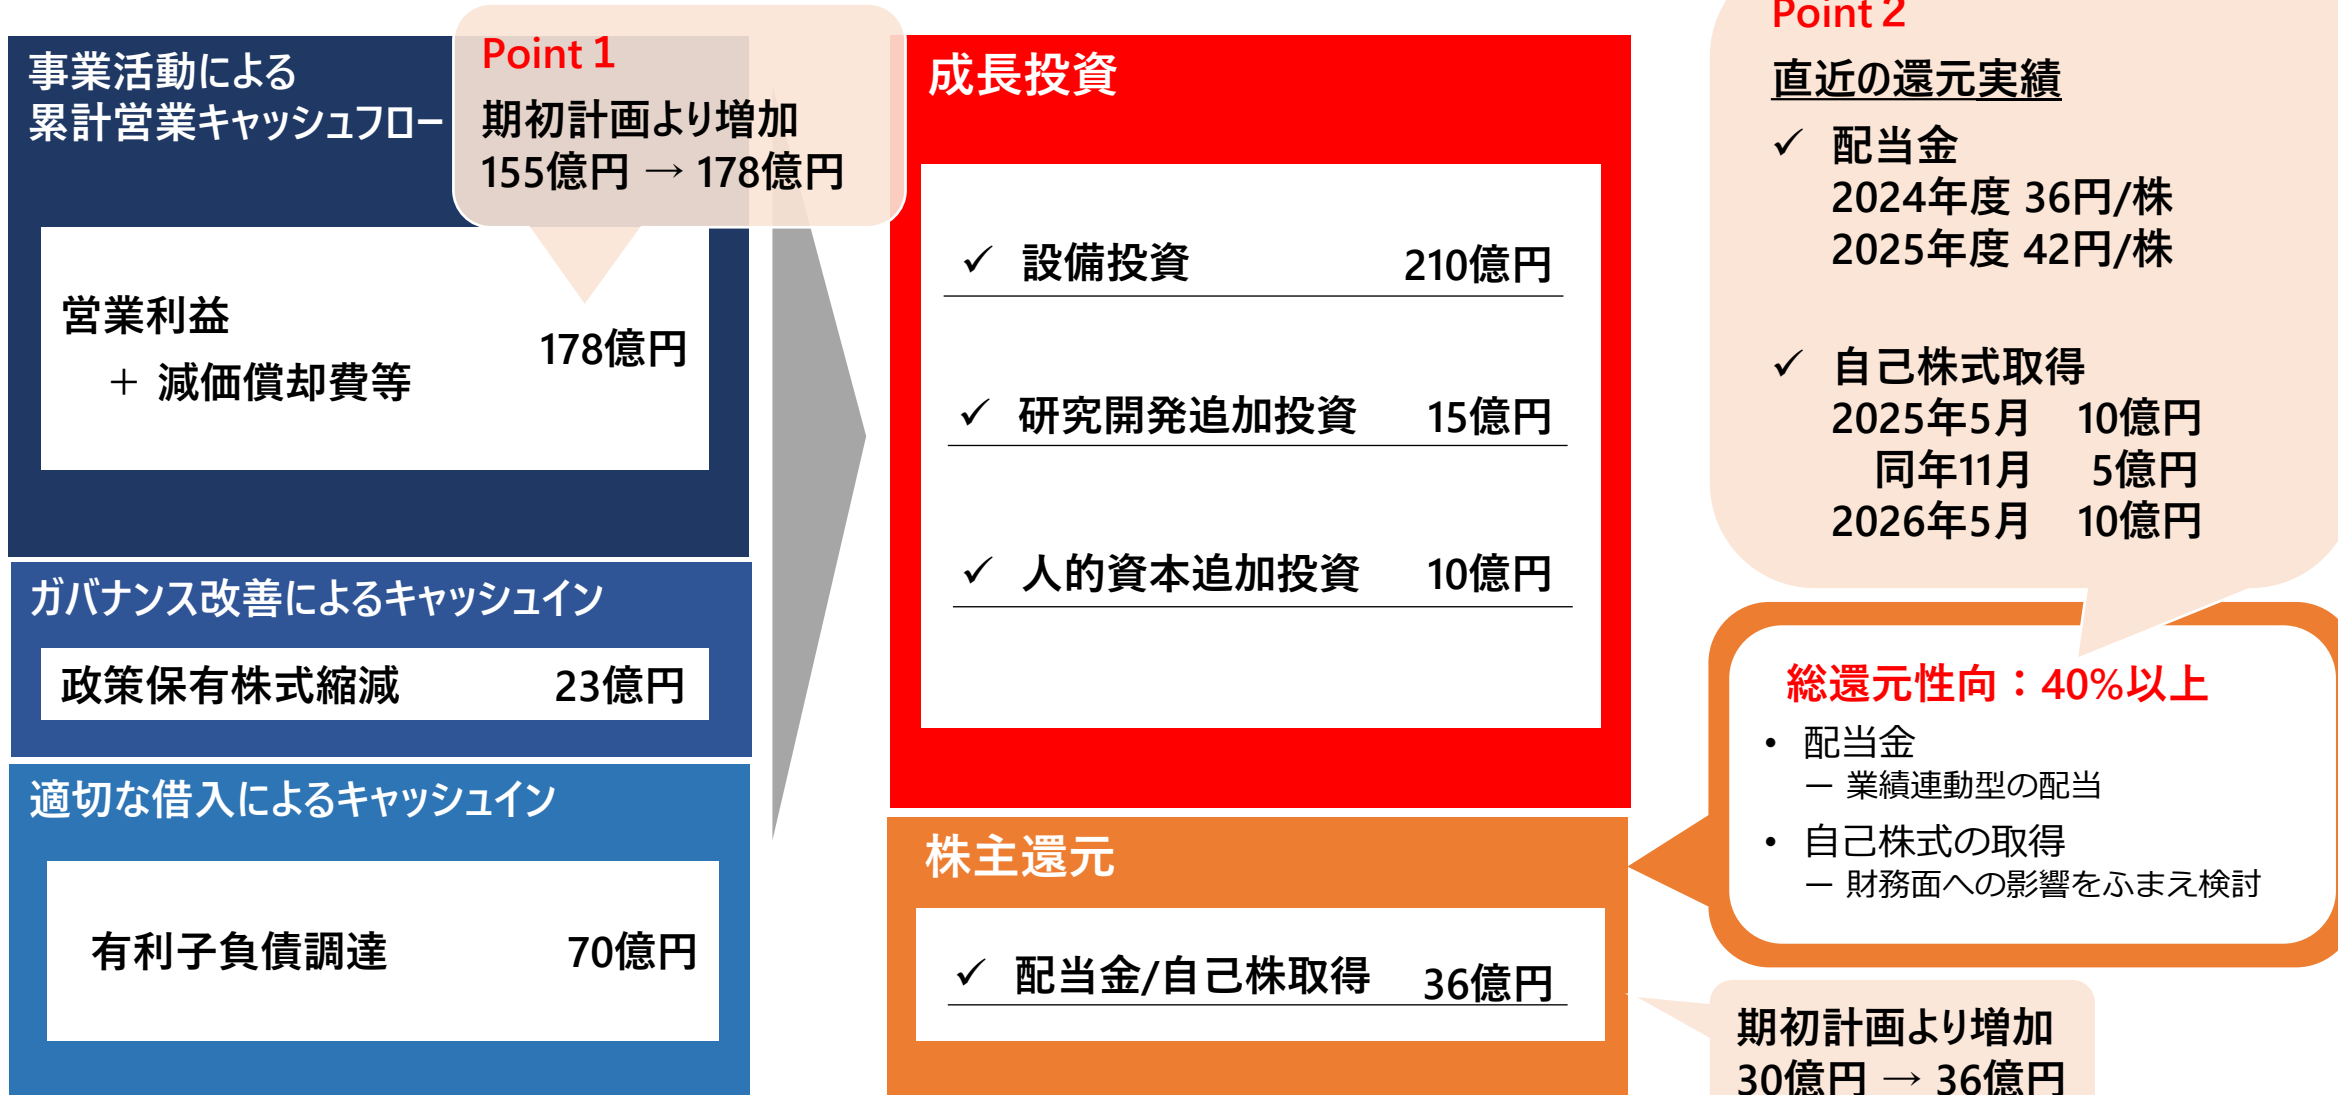 事業活動による
累計営業キャッシュフロー
Point 1
期初計画より増加
155億円 → 178億円
営業利益
＋ 減価償却費等
178億円
ガバナンス改善によるキャッシュイン
政策保有株式縮減 23億円
適切な借入によるキャッシュイン
有利子負債調達 70億円
成長投資
✓ 設備投資 210億円
✓ 研究開発追加投資 15億円
✓ 人的資本追加投資 10億円
株主還元
✓ 配当金/自己株取得 36億円
Point 2
直近の還元実績
✓ 配当金
2024年度 36円/株
2025年度 42円/株
✓ 自己株式取得
2025年5月 10億円
同年11月 5億円
2026年5月 10億円
総還元性向：40%以上
• 配当金
― 業績連動型の配当
• 自己株式の取得
― 財務面への影響をふまえ検討
期初計画より増加
30億円 → 36億円